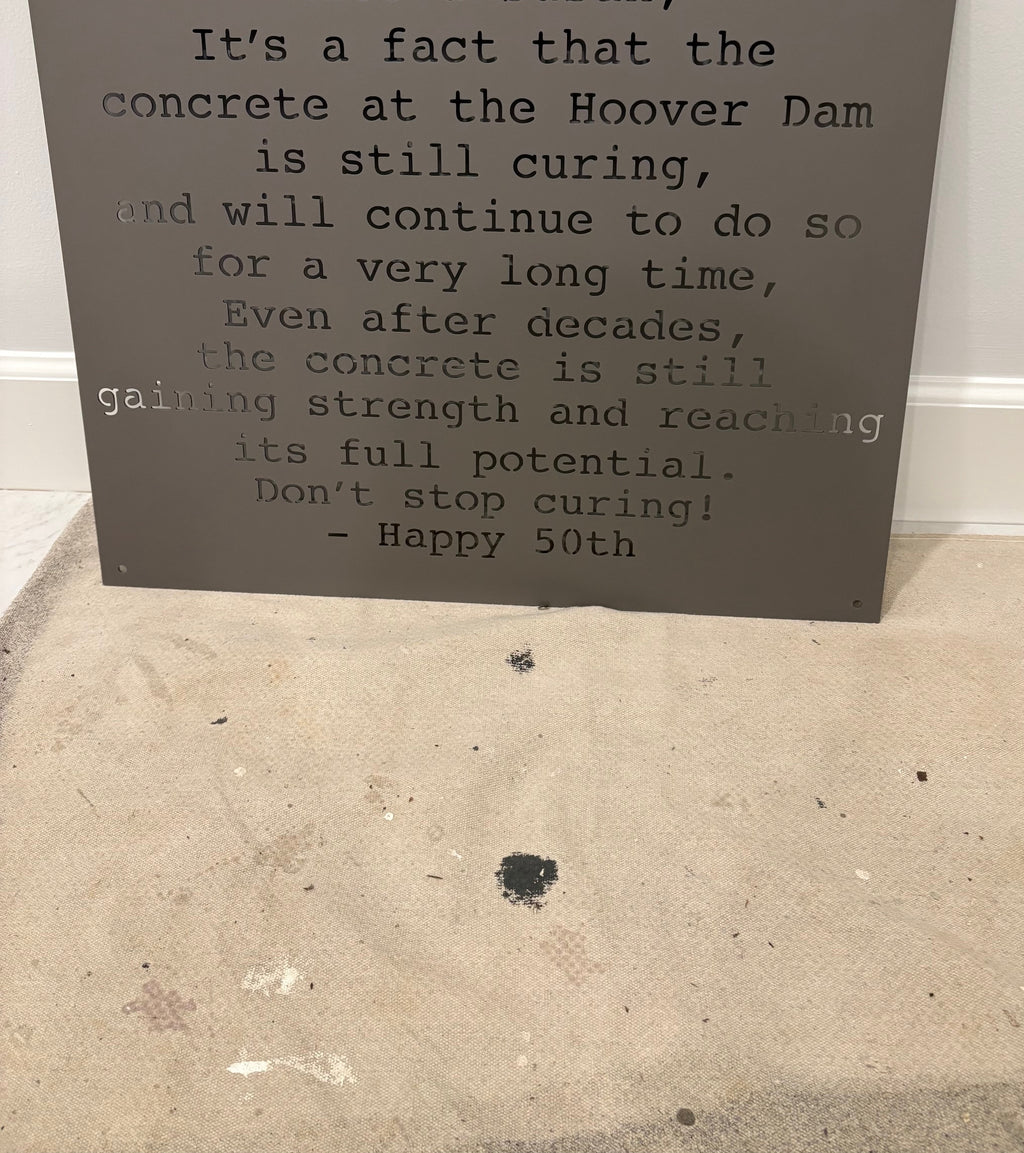 It's a fact that the
concrete at the Hoover Dam
is still curing,
and will continue to do so
for a very long time,
Even after decades,
the concrete is still
gaining strength and reaching
its full potential.
Don't stop curing!
– Happy 50th